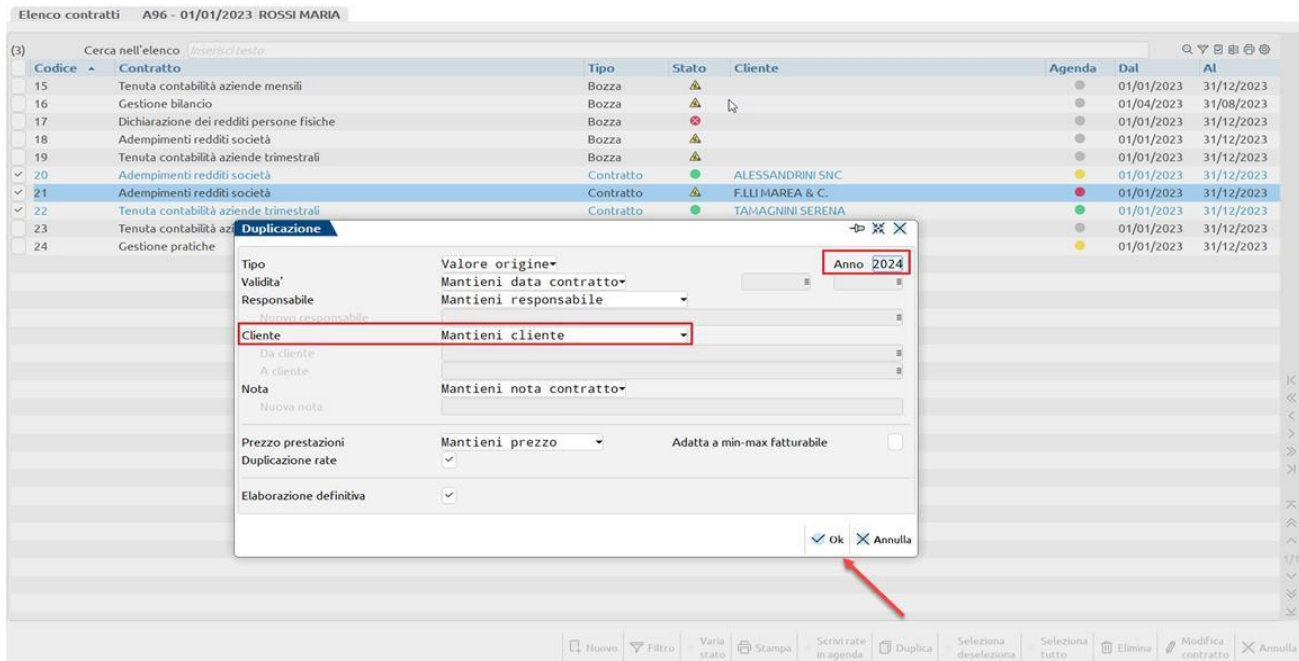 Elenco contratti A96 - 01/01/2023 ROSSI MARIA
(3) Cerca nell'elenco Inserisci testo
Codice Contratto Tipo Stato Cliente Agenda Dal Al
15 Tenuta contabilità aziende mensili Bozza 01/01/2023 31/12/2023
16 Gestione bilancio Bozza 01/04/2023 31/08/2023
17 Dichiarazione dei redditi persone fisiche Bozza 01/01/2023 31/12/2023
18 Adempimenti redditi società Bozza 01/01/2023 31/12/2023
19 Tenuta contabilità aziende trimestrali Bozza 01/01/2023 31/12/2023
20 Adempimenti redditi società Contratto ALESSANDRINI SNC 01/01/2023 31/12/2023
21 Adempimenti redditi società Contratto F.LLI MAREA & C. 01/01/2023 31/12/2023
22 Tenuta contabilità aziende trimestrali Contratto TAMAGNINI SERENA 01/01/2023 31/12/2023
23 Tenuta contabilità azi 01/01/2023 31/12/2023
24 Gestione pratiche 01/01/2023 31/12/2023
Duplicazione
Tipo Valore origine Anno 2024
Validita' Mantieni data contratto
Responsabile Mantieni responsabile
Nuovo responsabile
Cliente Mantieni cliente
Da cliente
A cliente
Nota Mantieni nota contratto
Nuova nota
Prezzo prestazioni Mantieni prezzo Adatta a min-max fatturabile
Duplicazione rate
Elaborazione definitiva
Ok Annulla
1/1
Nuovo Filtro Varia stato Stampa Scrivi rate in agenda Duplica Seleziona deseleziona Seleziona tutto Elimina Modifica contratto Annulla